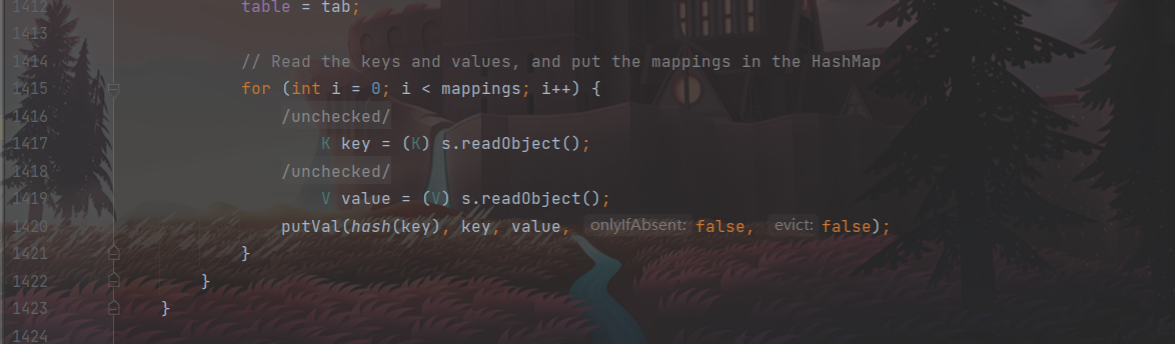 1412 table = tab;
1413
1414 // Read the keys and values, and put the mappings in the HashMap
1415 for (int i = 0; i < mappings; i++) {
1416 /unchecked/
1417 K key = (K) s.readObject();
1418 /unchecked/
1419 V value = (V) s.readObject();
1420 putVal(hash(key), key, value, onlyIfAbsent: false, evict: false);
1421 }
1422 }
1423 }
1424